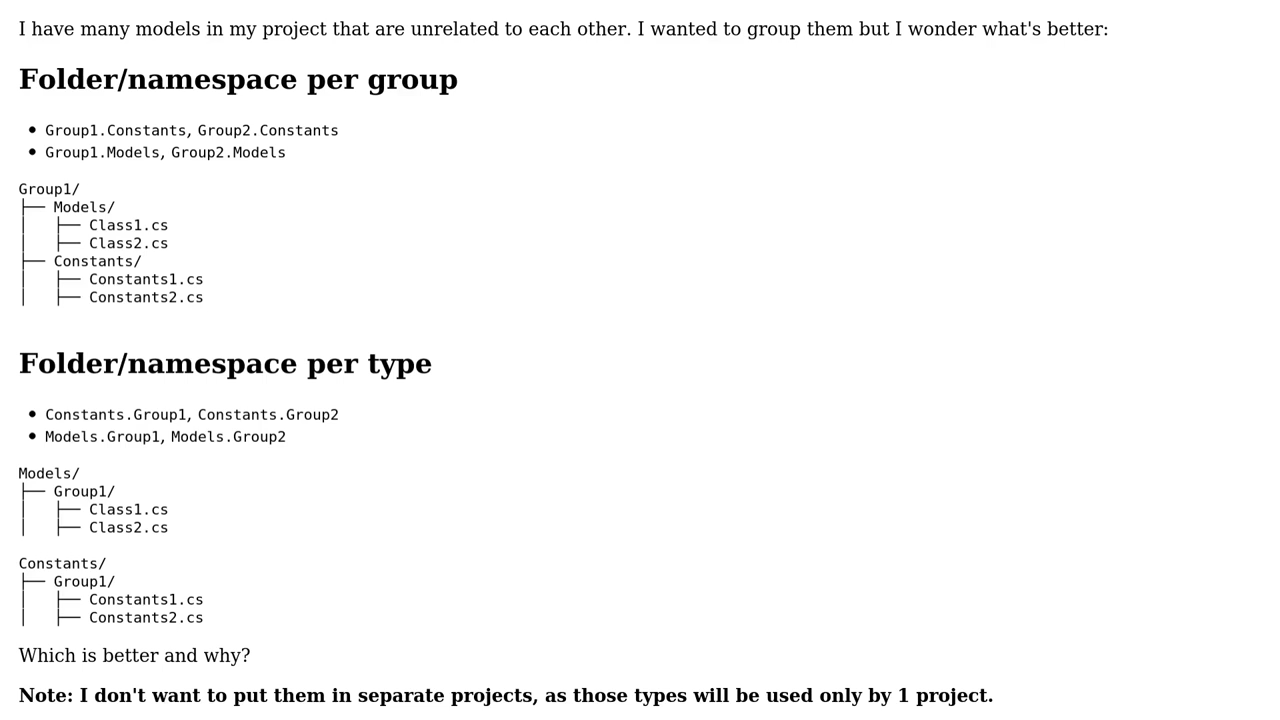 I have many models in my project that are unrelated to each other. I wanted to group them but I wonder what's better:
Folder/namespace per group
• Group1.Constants, Group2.Constants
• Group1.Models, Group2.Models
Group1/
├── Models/
│   ├── Class1.cs
│   ├── Class2.cs
├── Constants/
│   ├── Constants1.cs
│   ├── Constants2.cs
Folder/namespace per type
• Constants.Group1, Constants.Group2
• Models.Group1, Models.Group2
Models/
├── Group1/
│   ├── Class1.cs
│   ├── Class2.cs
Constants/
├── Group1/
│   ├── Constants1.cs
│   ├── Constants2.cs
Which is better and why?
Note: I don't want to put them in separate projects, as those types will be used only by 1 project.